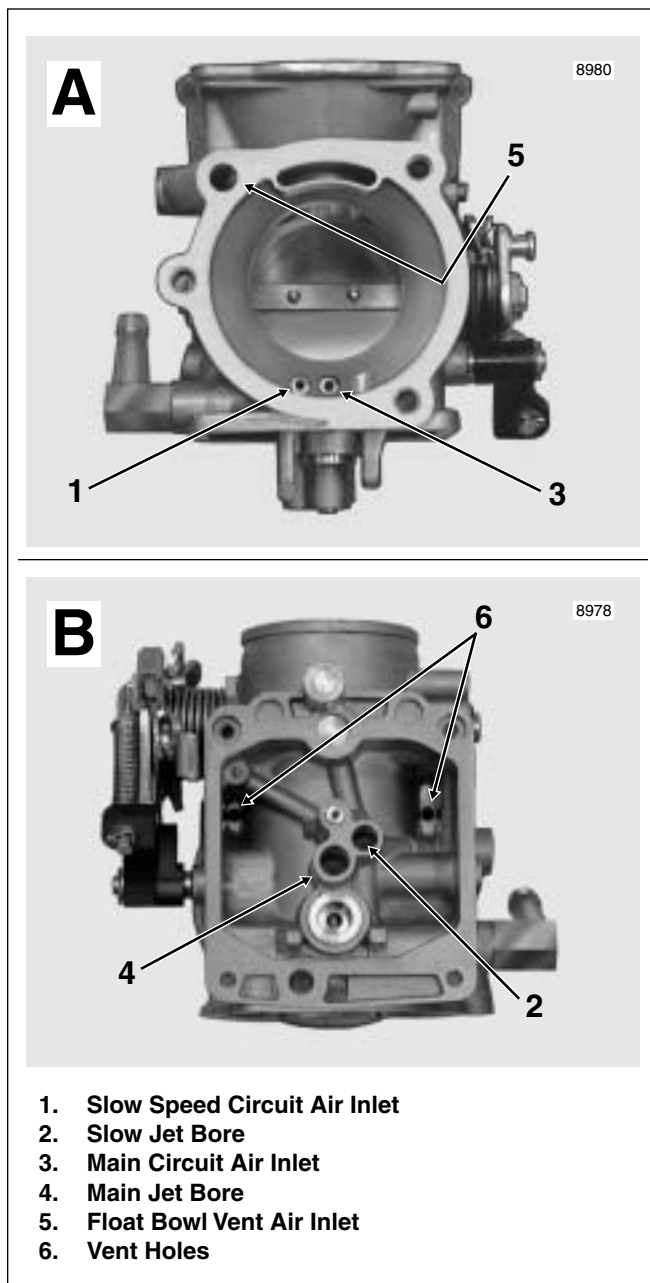 A
8980
5
1
3
B
8978
6
4
2
1. Slow Speed Circuit Air Inlet
2. Slow Jet Bore
3. Main Circuit Air Inlet
4. Main Jet Bore
5. Float Bowl Vent Air Inlet
6. Vent Holes